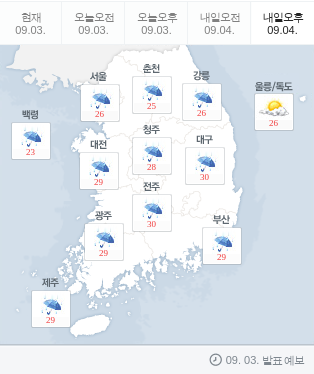 현재 오늘오전 오늘오후 내일오전 내일오후
09.03. 09.03. 09.03. 09.04. 09.04.
춘천
서울 강릉
25
26 26
울릉/독도
26
백령
23
청주
대전 대구
28
29 30
전주
30
광주 부산
29 29
제주
29
09. 03. 발표 예보